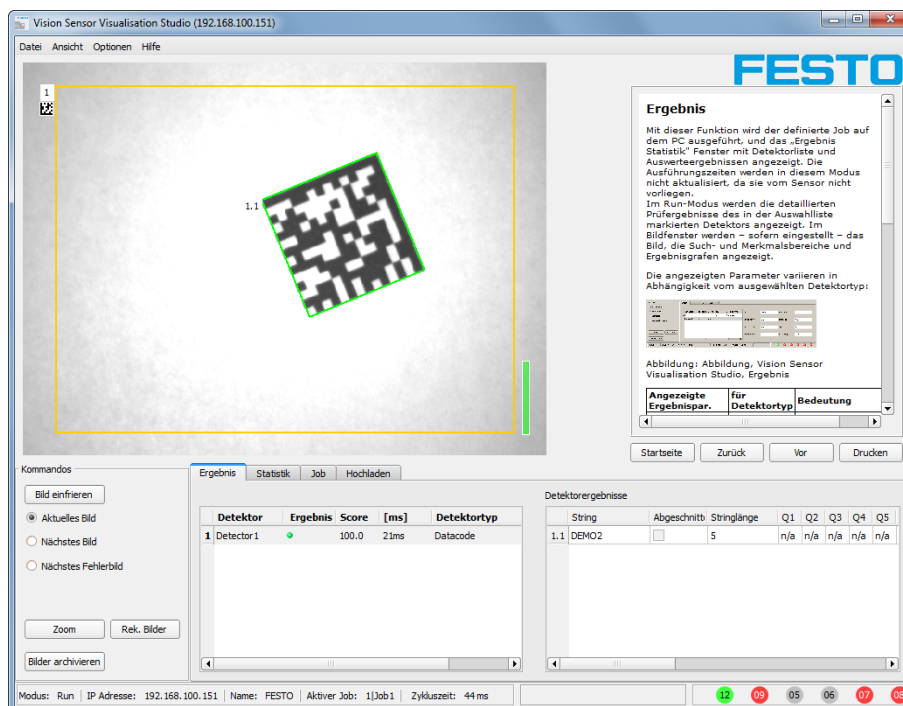 Vision Sensor Visualisation Studio (192.168.100.151)
Datei Ansicht Optionen Hilfe
FESTO
1
1.1
Ergebnis
Mit dieser Funktion wird der definierte Job auf
dem PC ausgeführt, und das „Ergebnis
Statistik" Fenster mit Detektorliste und
Auswerteergebnissen angezeigt. Die
Ausführungszeiten werden in diesem Modus
nicht aktualisiert, da sie vom Sensor nicht
vorliegen.
Im Run-Modus werden die detaillierten
Prüfergebnisse des in der Auswahlliste
markierten Detektors angezeigt. Im
Bildfenster werden – sofern eingestellt – das
Bild, die Such- und Merkmalsbereiche und
Ergebnisgrafen angezeigt.
Die angezeigten Parameter variieren in
Abhängigkeit vom ausgewählten Detektortyp:
Abbildung: Abbildung, Vision Sensor
Visualisation Studio, Ergebnis
Angezeigte für Bedeutung
Ergebnispar. Detektortyp
Startseite Zurück Vor Drucken
Kommandos
Bild einfrieren
Aktuelles Bild
Nächstes Bild
Nächstes Fehlerbild
Zoom Rek. Bilder
Bilder archivieren
Ergebnis Statistik Job Hochladen
Detektor Ergebnis Score [ms] Detektortyp
1 Detector1 100.0 21ms Datacode
Detektorergebnisse
String Abgeschnitt Stringlänge Q1 Q2 Q3 Q4 Q5
1.1 DEMO2 5 n/a n/a n/a n/a n/a
Modus: Run IP Adresse: 192.168.100.151 Name: FESTO Aktiver Job: 1|Job1 Zykluszeit: 44 ms
12 09 05 06 07 08